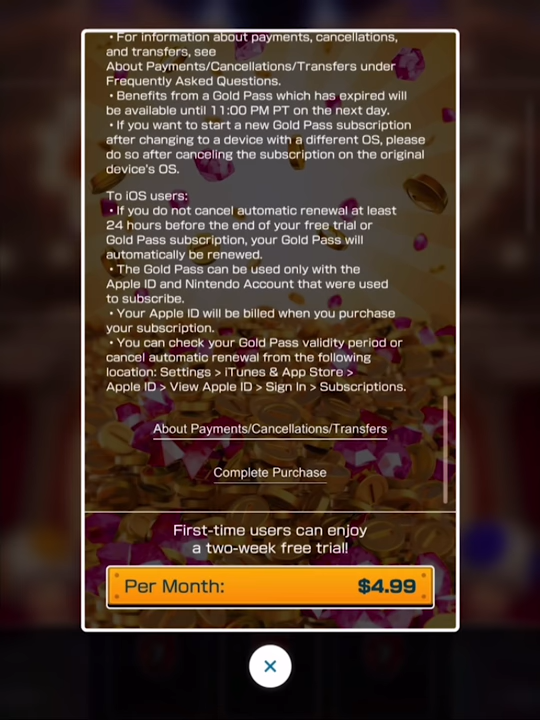 ・For information about payments, cancellations,
and transfers, see
About Payments/Cancellations/Transfers under
Frequently Asked Questions.
・Benefits from a Gold Pass which has expired will
be available until 11:00 PM PT on the next day.
・If you want to start a new Gold Pass subscription
after changing to a device with a different OS, please
do so after canceling the subscription on the original
device's OS.
To iOS users:
・If you do not cancel automatic renewal at least
24 hours before the end of your free trial or
Gold Pass subscription, your Gold Pass will
automatically be renewed.
・The Gold Pass can be used only with the
Apple ID and Nintendo Account that were used
to subscribe.
・Your Apple ID will be billed when you purchase
your subscription.
・You can check your Gold Pass validity period or
cancel automatic renewal from the following
location: Settings > iTunes & App Store >
Apple ID > View Apple ID > Sign In > Subscriptions.
About Payments/Cancellations/Transfers
Complete Purchase
First-time users can enjoy
a two-week free trial!
Per Month: $4.99